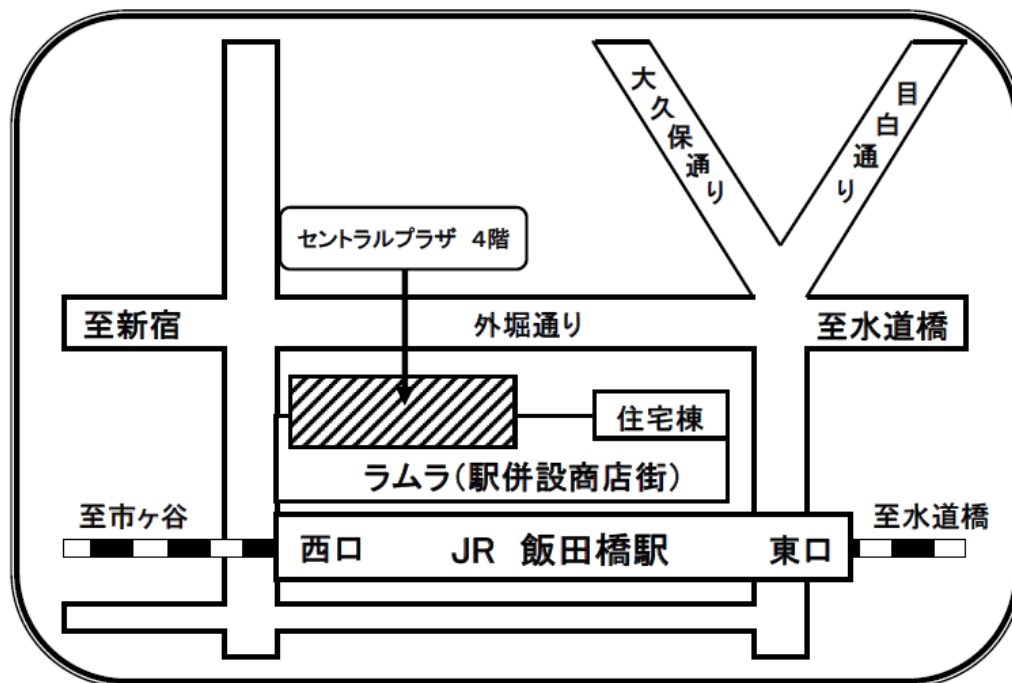 大久保通り
目白通り
セントラルプラザ 4階
至新宿
外堀通り
至水道橋
住宅棟
ラムラ(駅併設商店街)
至市ヶ谷
至水道橋
西口
JR 飯田橋駅
東口